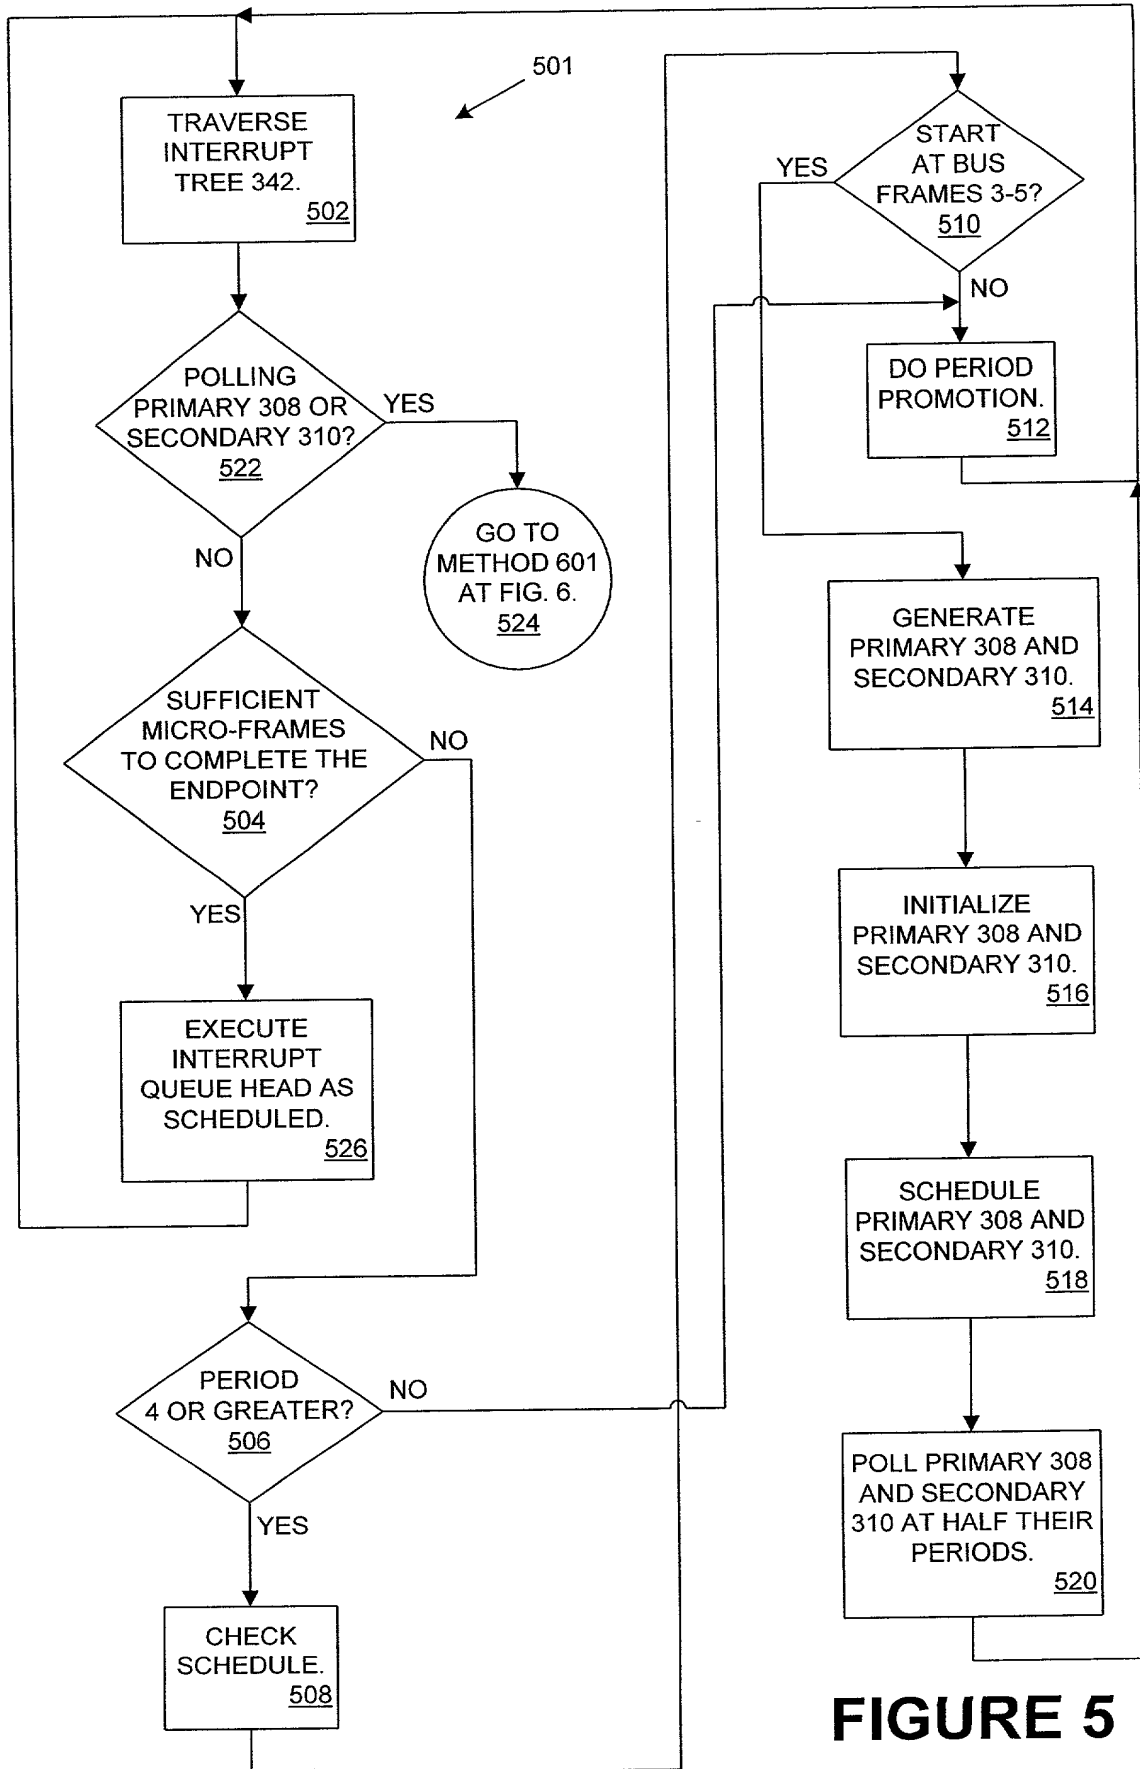 501
TRAVERSE
INTERRUPT
TREE 342.
502
POLLING
PRIMARY 308 OR
SECONDARY 310?
522
YES
NO
GO TO
METHOD 601
AT FIG. 6.
524
SUFFICIENT
MICRO-FRAMES
TO COMPLETE THE
ENDPOINT?
504
NO
YES
EXECUTE
INTERRUPT
QUEUE HEAD AS
SCHEDULED.
526
PERIOD
4 OR GREATER?
506
NO
YES
CHECK
SCHEDULE.
508
START
AT BUS
FRAMES 3-5?
510
YES
NO
DO PERIOD
PROMOTION.
512
GENERATE
PRIMARY 308 AND
SECONDARY 310.
514
INITIALIZE
PRIMARY 308 AND
SECONDARY 310.
516
SCHEDULE
PRIMARY 308 AND
SECONDARY 310.
518
POLL PRIMARY 308
AND SECONDARY
310 AT HALF THEIR
PERIODS.
520
FIGURE 5